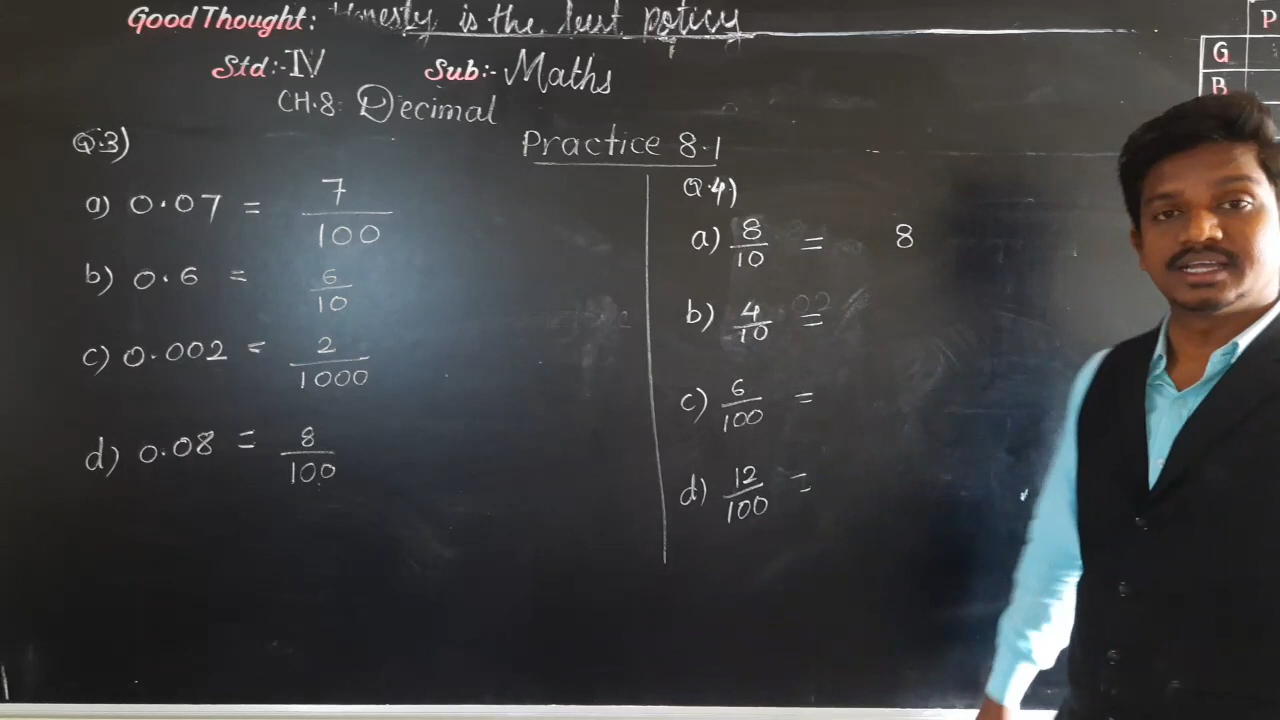 Good Thought: Honesty is the best policy
Std:- IV Sub:- Maths
CH.8: Decimal
Practice 8.1
Q.3)
a) 0.07 = 7/100
b) 0.6 = 6/10
c) 0.002 = 2/1000
d) 0.08 = 8/100
Q.4)
a) 8/10 = 8
b) 4/10 =
c) 6/100 =
d) 12/100 =
P
G
B